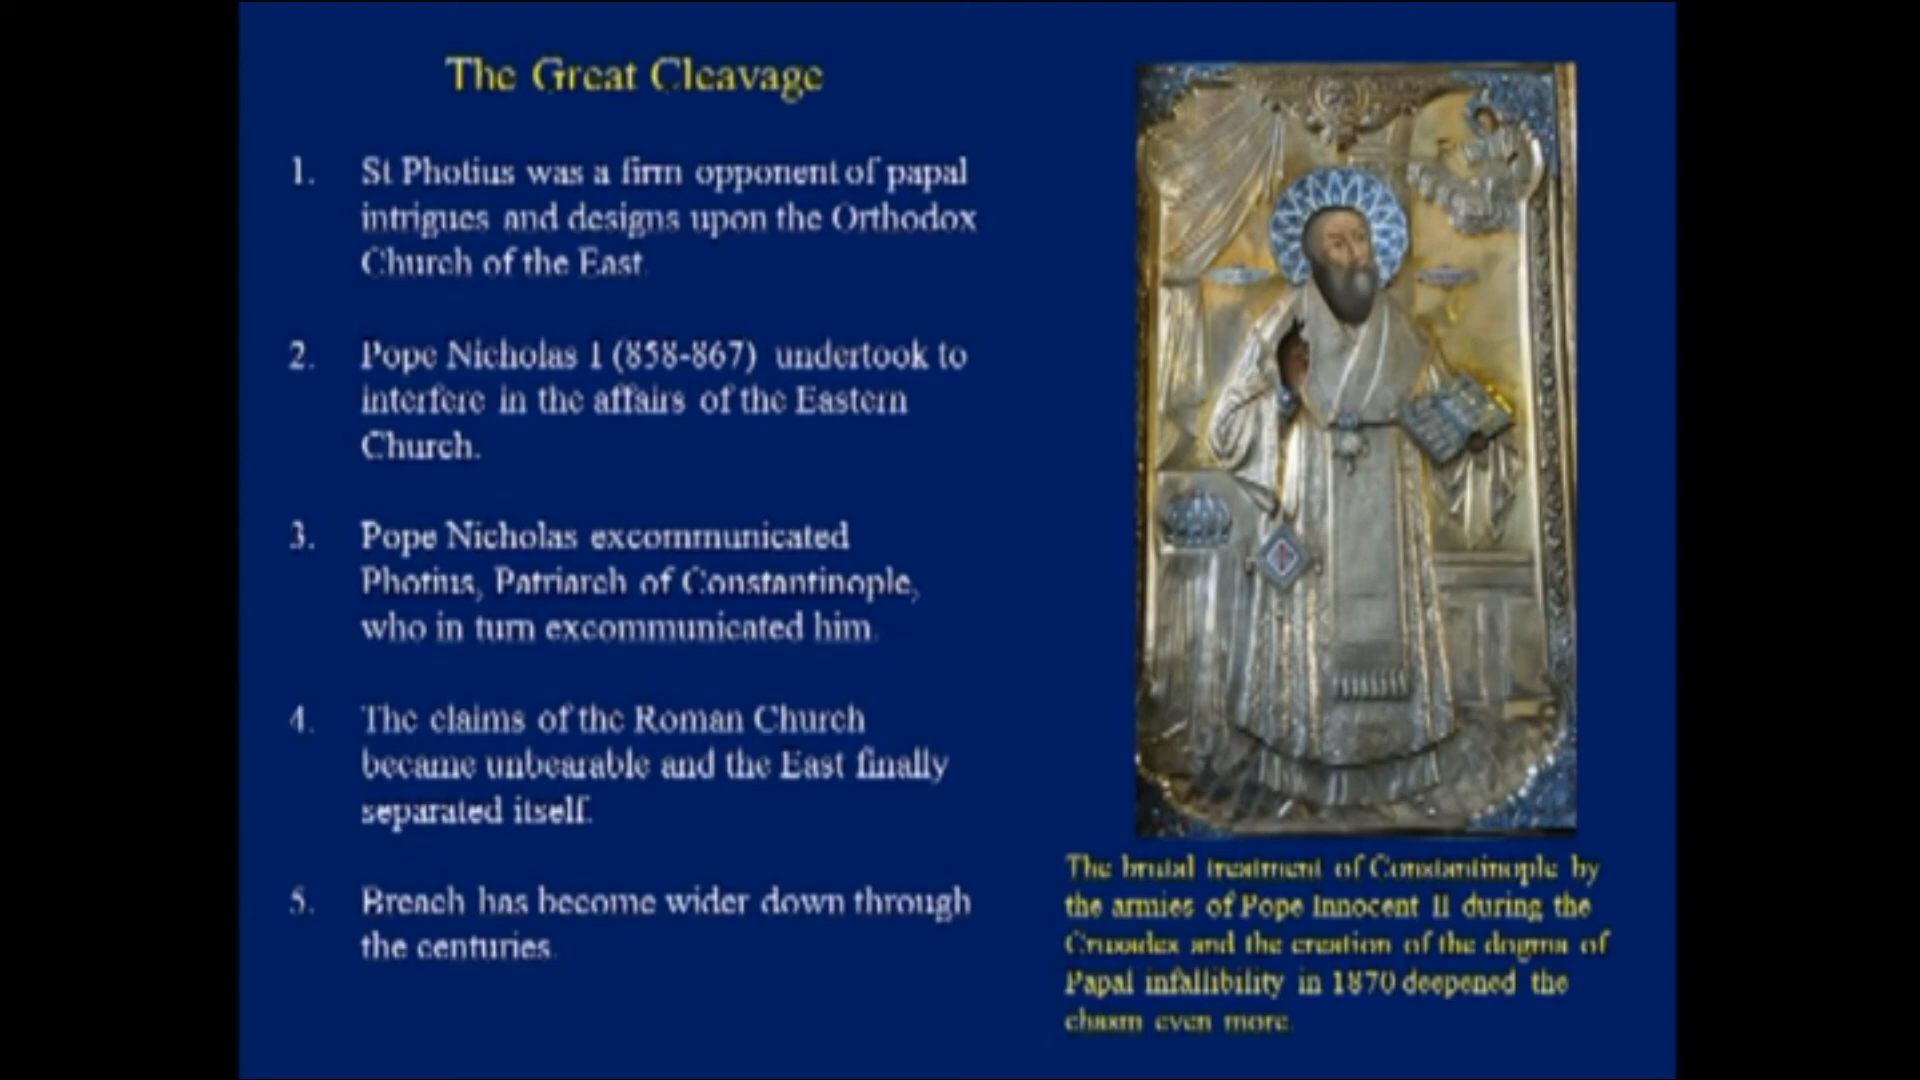 The Great Cleavage
1. St Photius was a firm opponent of papal
intrigues and designs upon the Orthodox
Church of the East.
2. Pope Nicholas I (858-867) undertook to
interfere in the affairs of the Eastern
Church.
3. Pope Nicholas excommunicated
Photius, Patriarch of Constantinople,
who in turn excommunicated him.
4. The claims of the Roman Church
became unbearable and the East finally
separated itself.
5. Breach has become wider down through
the centuries.
The brutal treatment of Constantinople by
the armies of Pope Innocent II during the
Crusades and the creation of the dogma of
Papal infallibility in 1870 deepened the
chasm even more.